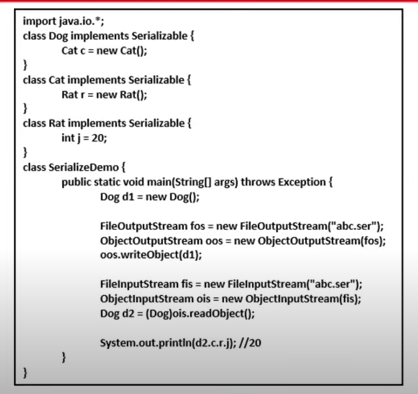 import java.io.*;
class Dog implements Serializable {
Cat c = new Cat();
}
class Cat implements Serializable {
Rat r = new Rat();
}
class Rat implements Serializable {
int j = 20;
}
class SerializeDemo {
public static void main(String[] args) throws Exception {
Dog d1 = new Dog();
FileOutputStream fos = new FileOutputStream("abc.ser");
ObjectOutputStream oos = new ObjectOutputStream(fos);
oos.writeObject(d1);
FileInputStream fis = new FileInputStream("abc.ser");
ObjectInputStream ois = new ObjectInputStream(fis);
Dog d2 = (Dog)ois.readObject();
System.out.println(d2.c.r.j); //20
}
}